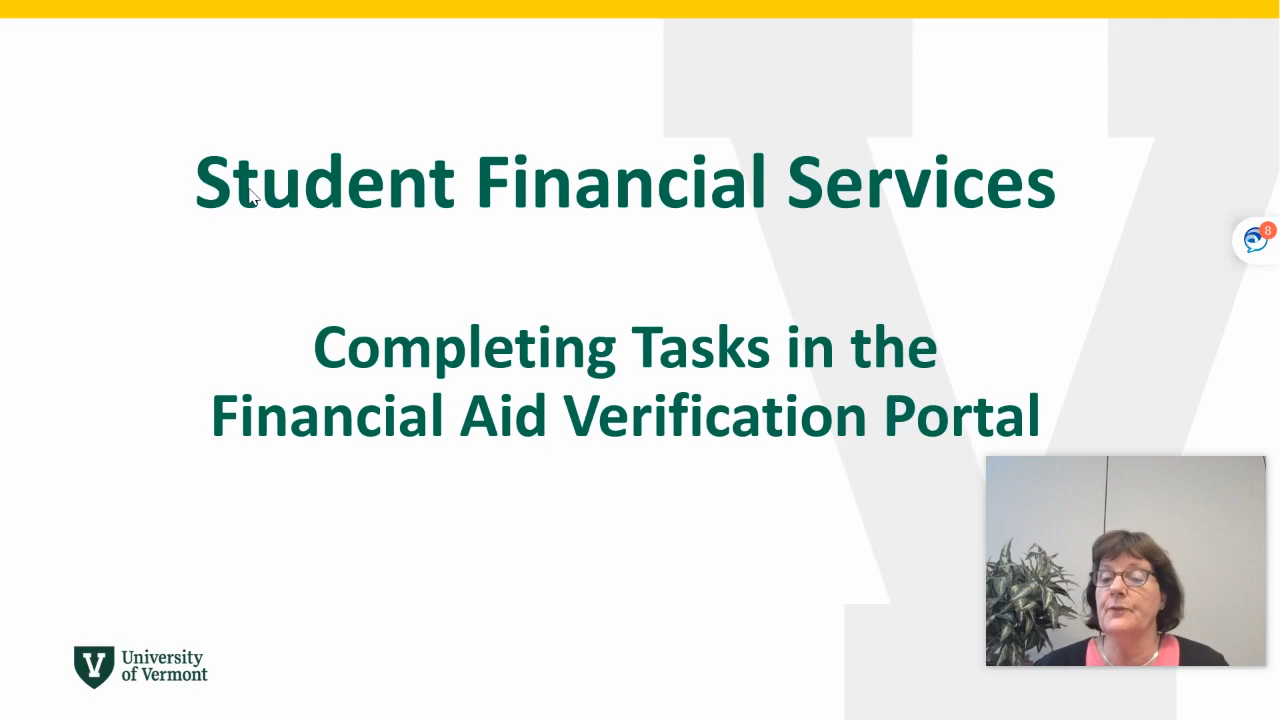 Student Financial Services
8
Completing Tasks in the
Financial Aid Verification Portal
V
University
of Vermont